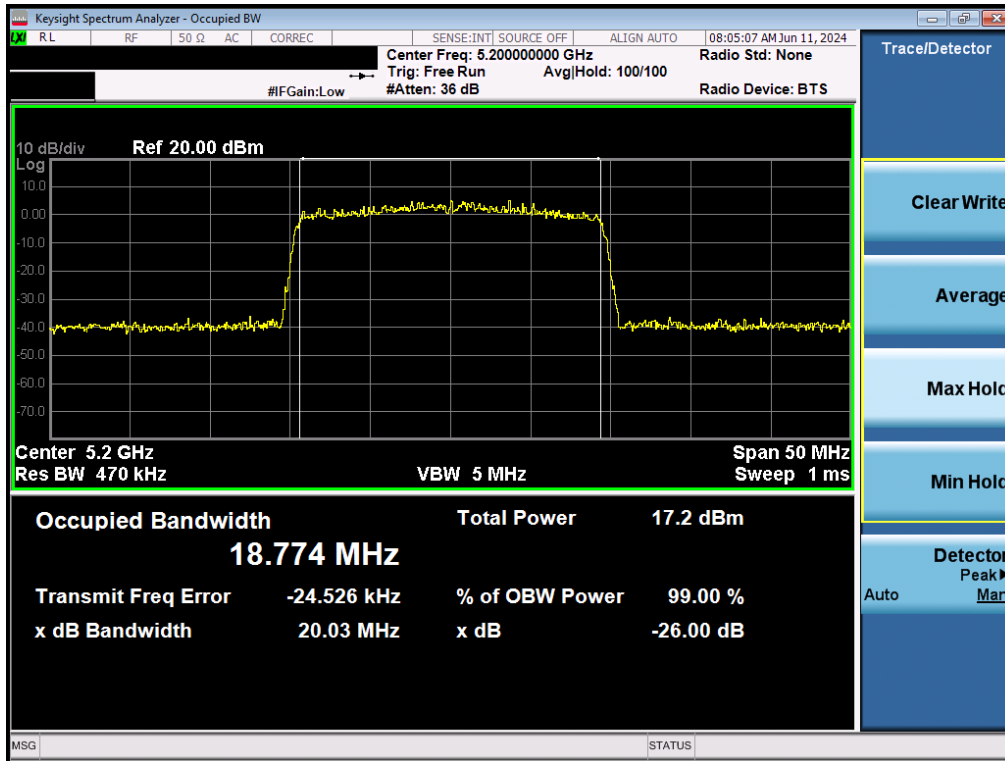 Keysight Spectrum Analyzer - Occupied BW
LXI RL RF 50 Ω AC CORREC SENSE:INT SOURCE OFF ALIGN AUTO 08:05:07 AM Jun 11, 2024
Center Freq: 5.200000000 GHz Radio Std: None
Trig: Free Run Avg|Hold: 100/100
#IFGain:Low #Atten: 36 dB Radio Device: BTS
Trace/Detector
10 dB/div Ref 20.00 dBm
Log
10.0
0.00
-10.0
-20.0
-30.0
-40.0
-50.0
-60.0
-70.0
Center 5.2 GHz Span 50 MHz
Res BW 470 kHz VBW 5 MHz Sweep 1 ms
Clear Write
Average
Max Hold
Min Hold
Detector
Peak▶
Auto Man
Occupied Bandwidth Total Power 17.2 dBm
18.774 MHz
Transmit Freq Error -24.526 kHz % of OBW Power 99.00 %
x dB Bandwidth 20.03 MHz x dB -26.00 dB
MSG STATUS